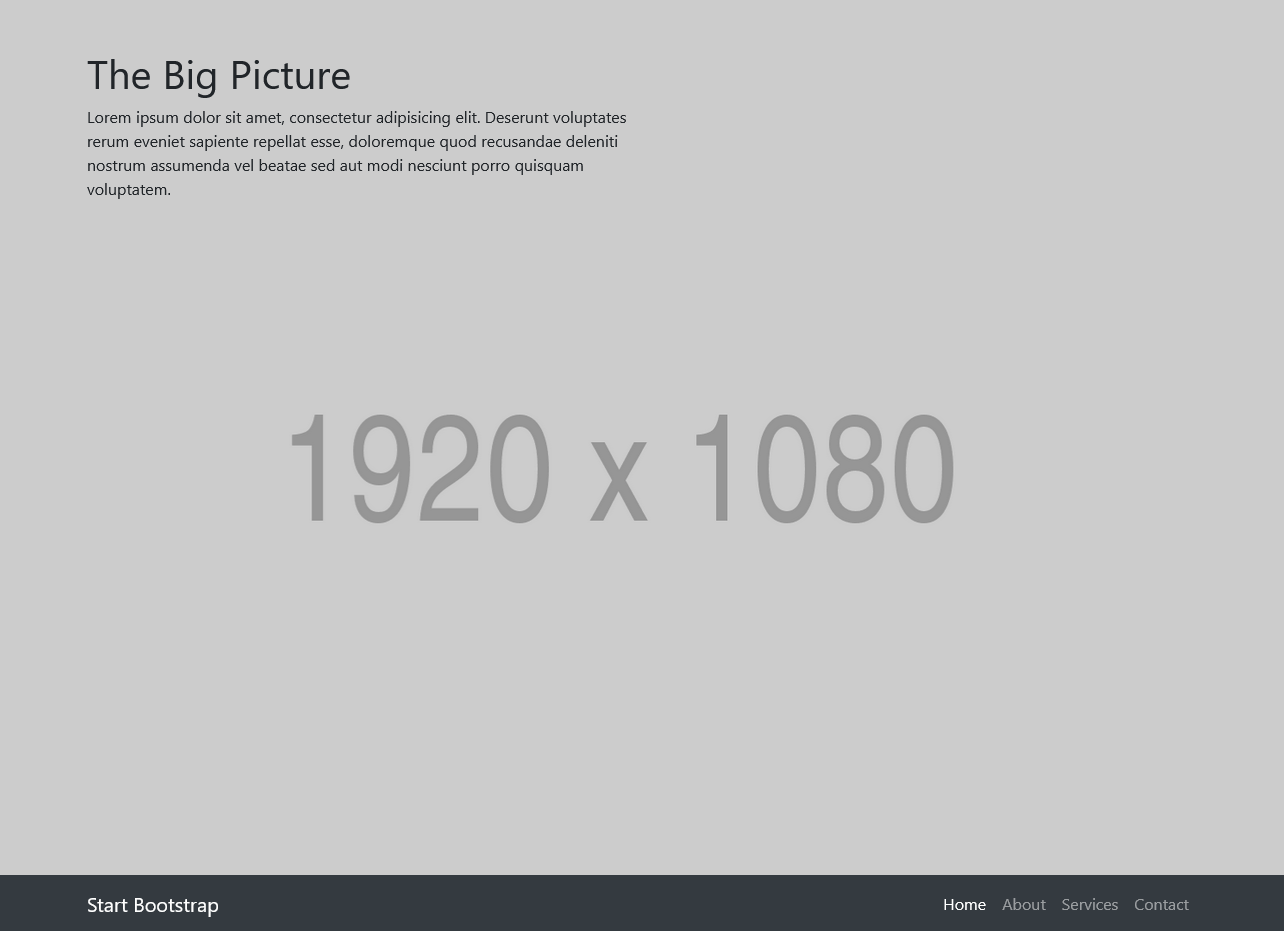 The Big Picture
Lorem ipsum dolor sit amet, consectetur adipisicing elit. Deserunt voluptates
rerum eveniet sapiente repellat esse, doloremque quod recusandae deleniti
nostrum assumenda vel beatae sed aut modi nesciunt porro quisquam
voluptatem.
1920 x 1080
Start Bootstrap Home About Services Contact